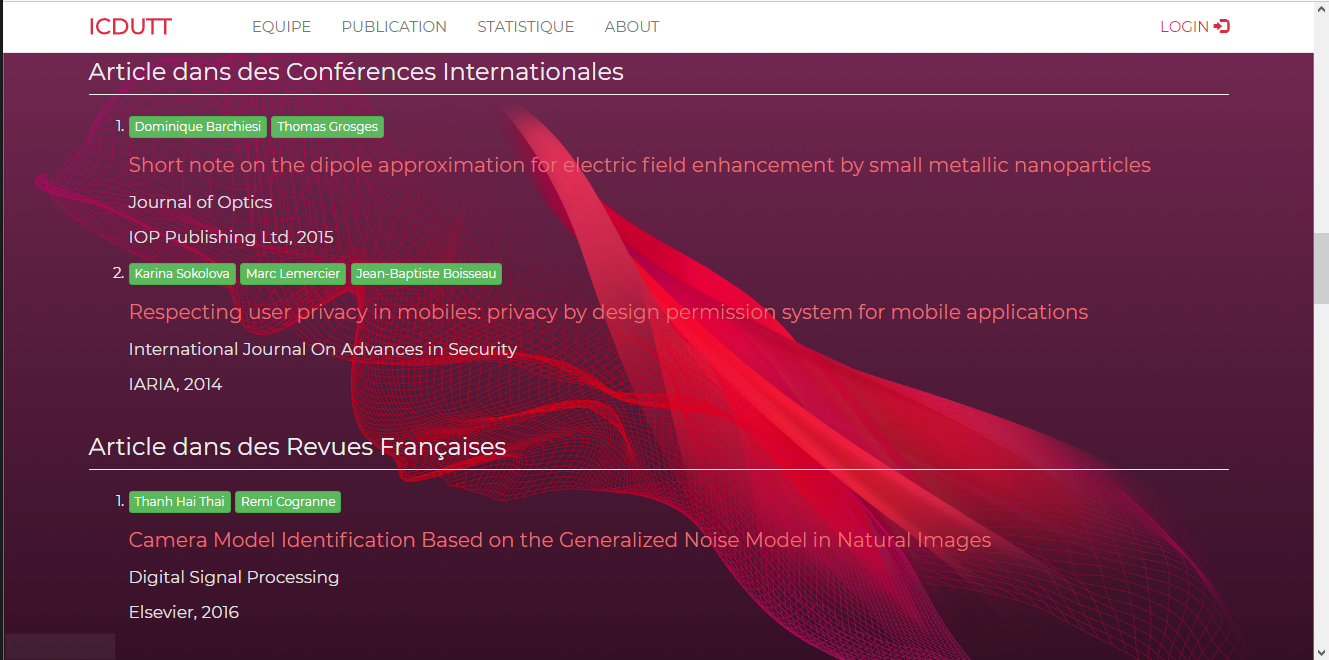 ICDUTT EQUIPE PUBLICATION STATISTIQUE ABOUT LOGIN
Article dans des Conférences Internationales
1. Dominique Barchiesi Thomas Grosges
Short note on the dipole approximation for electric field enhancement by small metallic nanoparticles
Journal of Optics
IOP Publishing Ltd, 2015
2. Karina Sokolova Marc Lemercier Jean-Baptiste Boisseau
Respecting user privacy in mobiles: privacy by design permission system for mobile applications
International Journal On Advances in Security
IARIA, 2014
Article dans des Revues Françaises
1. Thanh Hai Thai Remi Cogranne
Camera Model Identification Based on the Generalized Noise Model in Natural Images
Digital Signal Processing
Elsevier, 2016